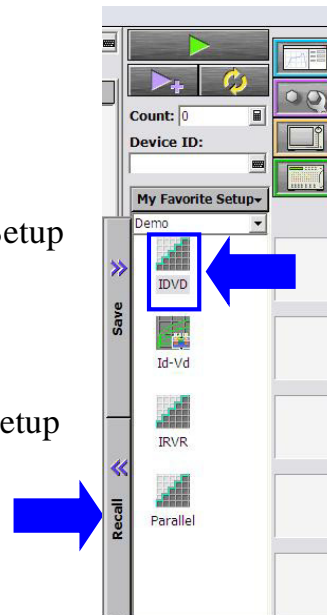 Count: 0
Device ID:
My Favorite Setup
Demo
etup
IDVD
Save
Id-Vd
etup
IRVR
Recall
Parallel